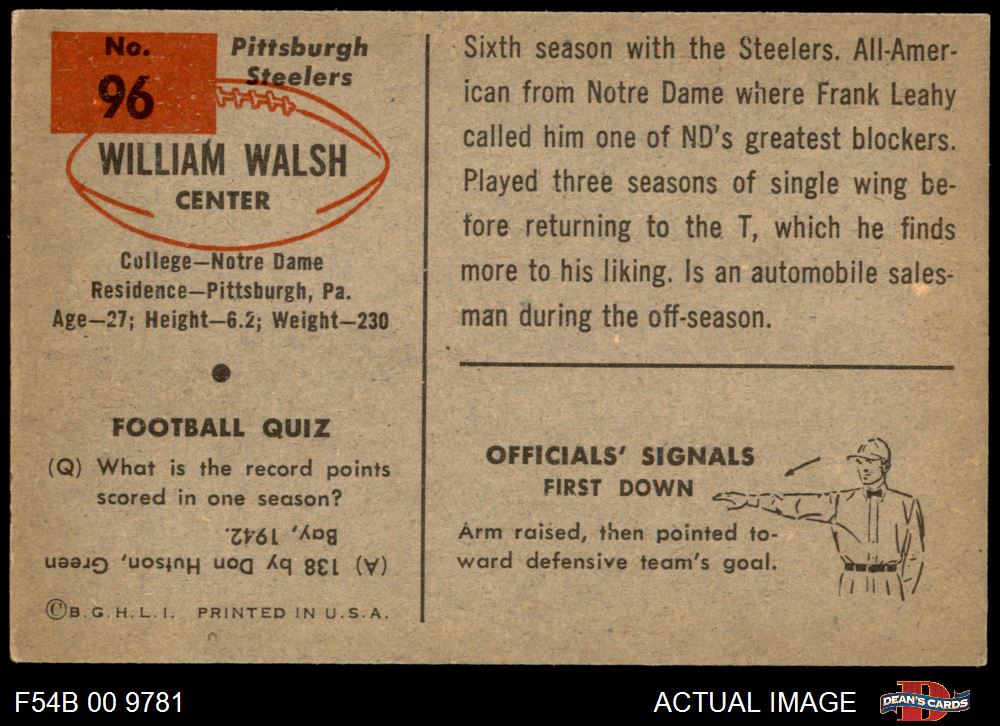 No.
96
Pittsburgh
Steelers
WILLIAM WALSH
CENTER
College—Notre Dame
Residence—Pittsburgh, Pa.
Age—27; Height—6.2; Weight—230
FOOTBALL QUIZ
(Q) What is the record points
scored in one season?
(A) 138 by Don Hutson, Green
Bay, 1942.
©B.G.H.L.I. PRINTED IN U.S.A.
Sixth season with the Steelers. All-Amer-
ican from Notre Dame where Frank Leahy
called him one of ND's greatest blockers.
Played three seasons of single wing be-
fore returning to the T, which he finds
more to his liking. Is an automobile sales-
man during the off-season.
OFFICIALS' SIGNALS
FIRST DOWN
Arm raised, then pointed to-
ward defensive team's goal.
F54B 00 9781
ACTUAL IMAGE
DEAN'S CARDS